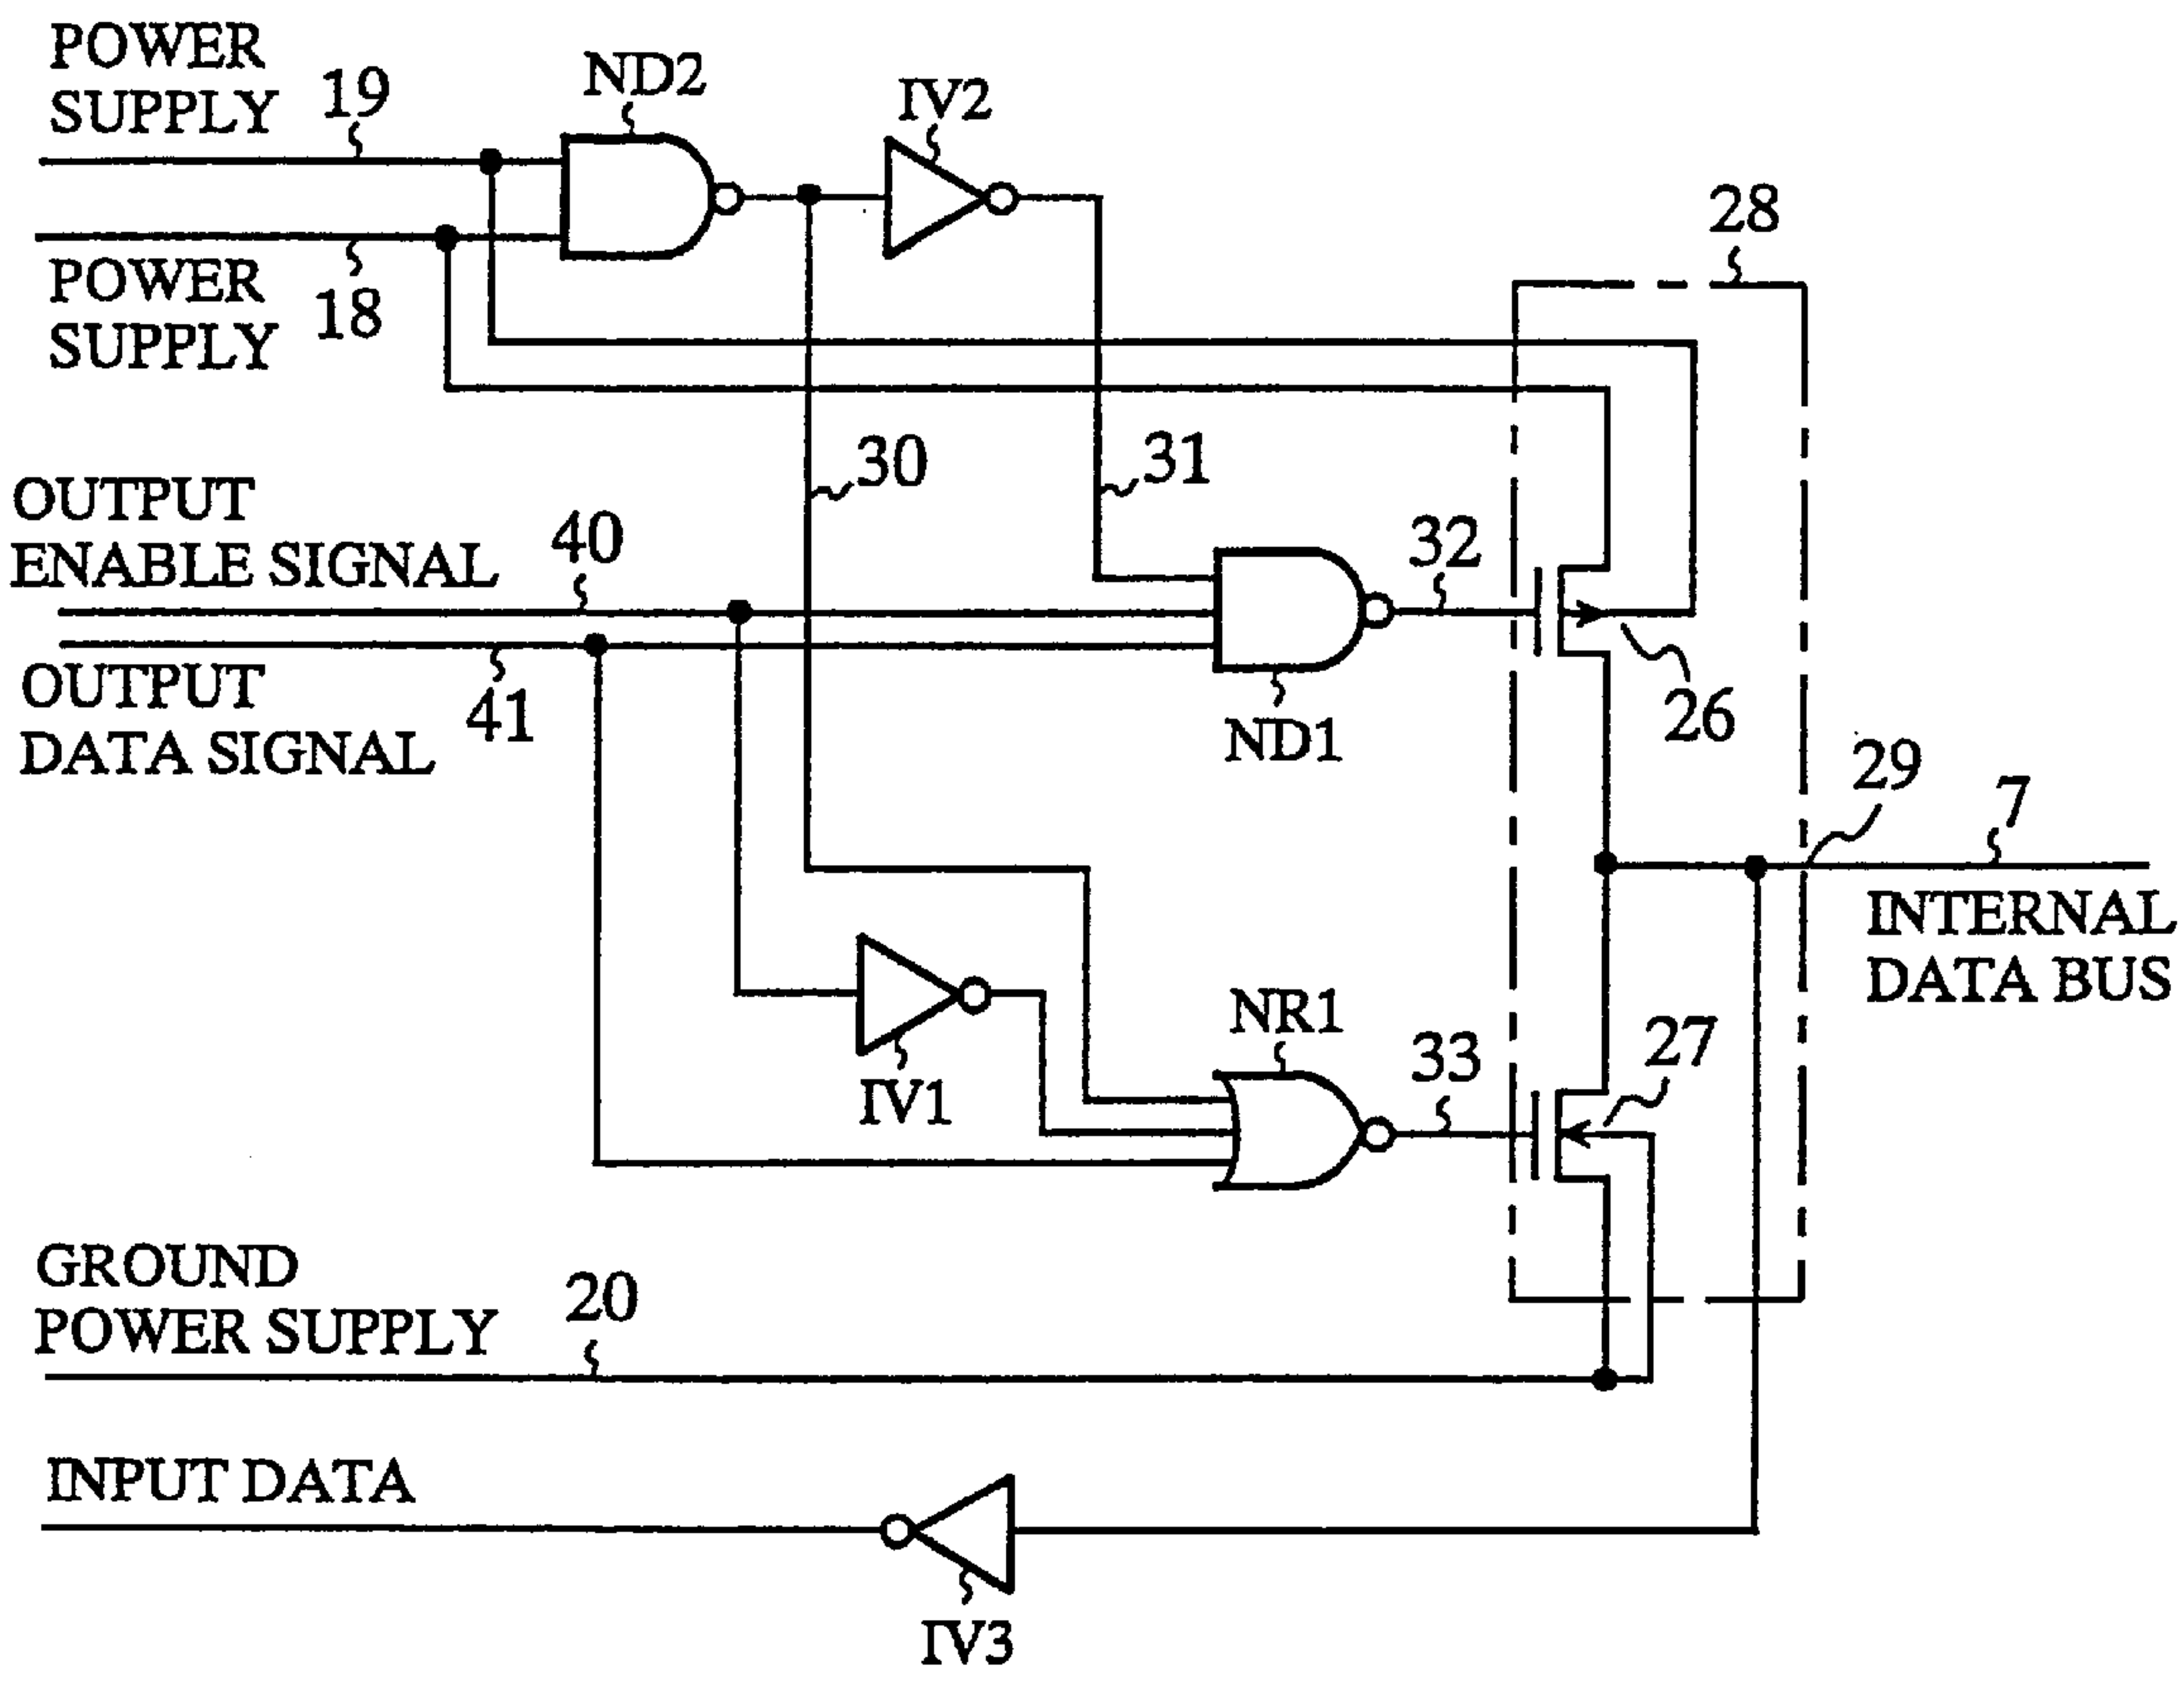 POWER
SUPPLY
19
ND2
IV2
28
POWER
SUPPLY
18
30
31
OUTPUT
ENABLE SIGNAL
40
32
OUTPUT
DATA SIGNAL
41
ND1
26
29
7
INTERNAL
DATA BUS
IV1
NR1
33
27
GROUND
POWER SUPPLY
20
INPUT DATA
IV3